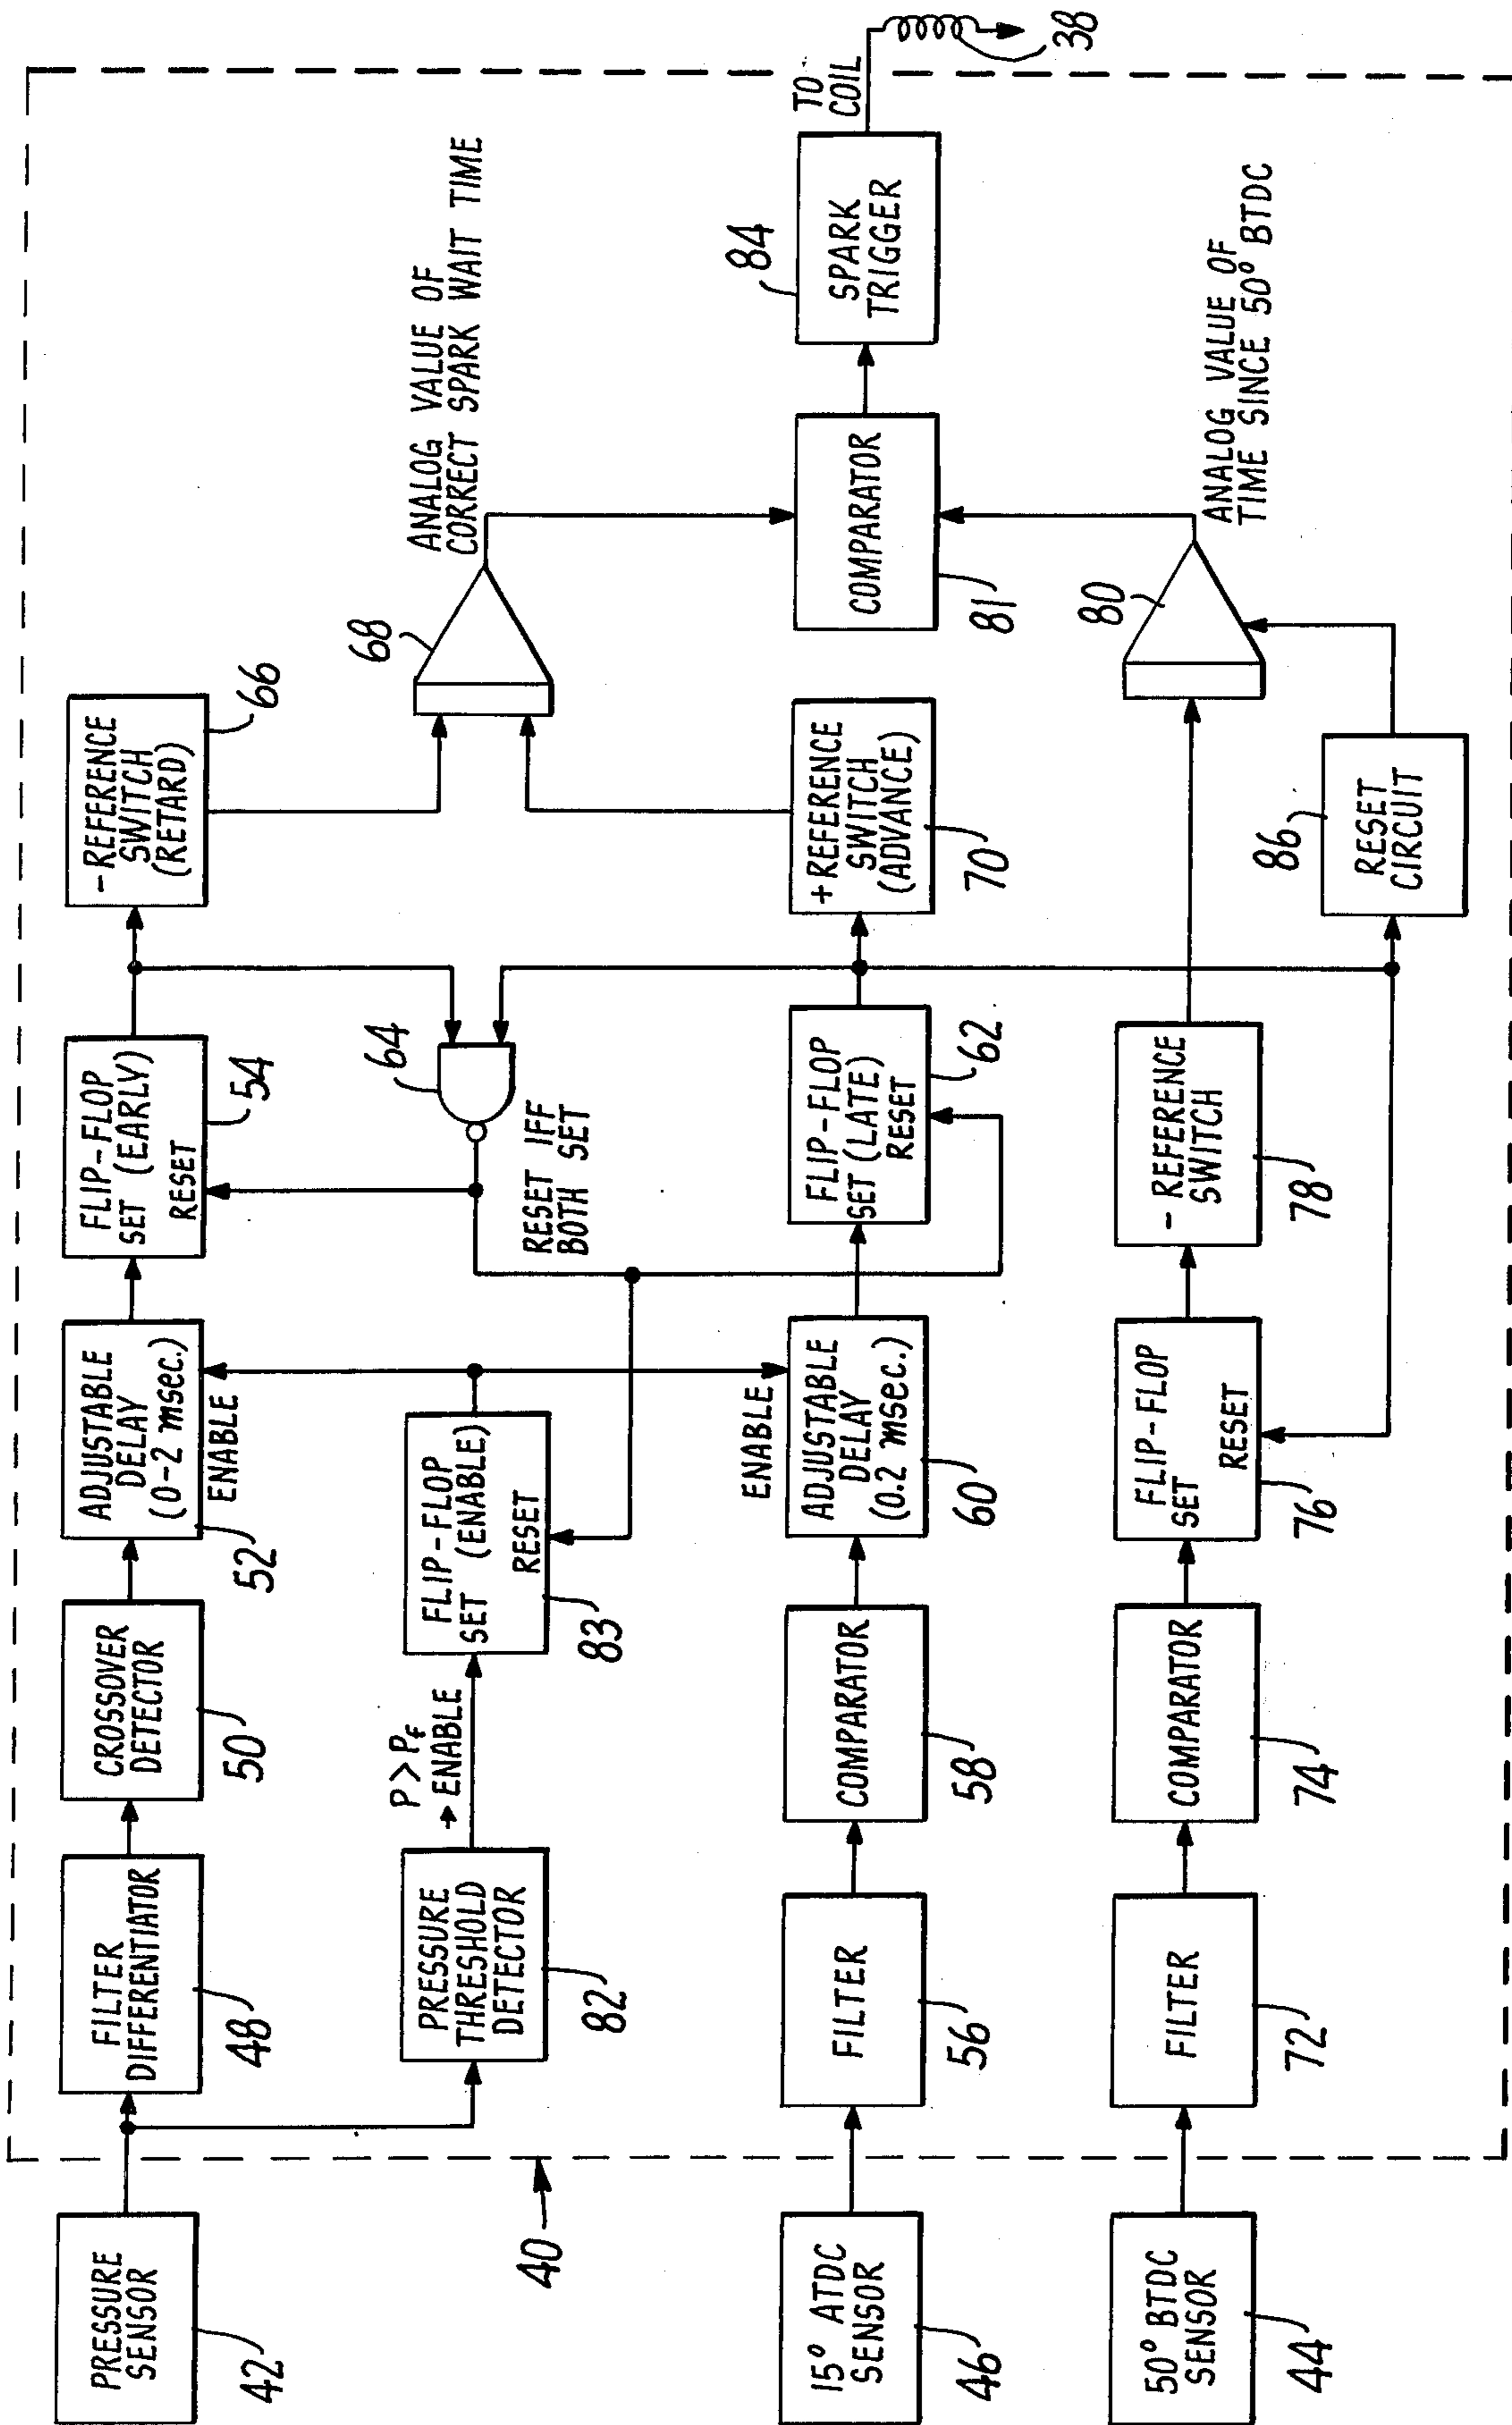 PRESSURE
SENSOR
42
FILTER
DIFFERENTIATOR
48
CROSSOVER
DETECTOR
50
ADJUSTABLE
DELAY
(0-2 msec.)
52
ENABLE
FLIP-FLOP
SET (EARLY)
RESET
54
-REFERENCE
SWITCH
(RETARD)
66
40
PRESSURE
THRESHOLD
DETECTOR
82
P > Pf
→ ENABLE
FLIP-FLOP
SET (ENABLE)
RESET
83
64
RESET IFF
BOTH SET
68
ANALOG VALUE OF
CORRECT SPARK WAIT TIME
15° ATDC
SENSOR
46
FILTER
56
COMPARATOR
58
ENABLE
ADJUSTABLE
DELAY
(0.2 msec.)
60
FLIP-FLOP
SET (LATE)
RESET
62
+REFERENCE
SWITCH
(ADVANCE)
70
COMPARATOR
81
SPARK
TRIGGER
84
TO
COIL
38
50° BTDC
SENSOR
44
FILTER
72
COMPARATOR
74
FLIP-FLOP
SET
RESET
76
-REFERENCE
SWITCH
78
80
ANALOG VALUE OF
TIME SINCE 50° BTDC
RESET
CIRCUIT
86